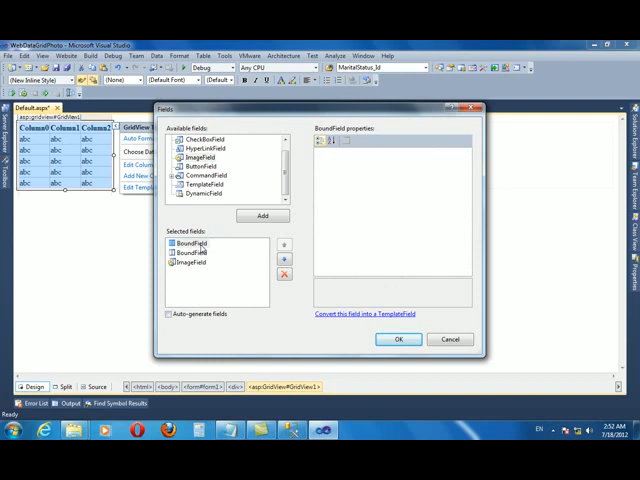 WebDataGridPhoto - Microsoft Visual Studio
File Edit View Website Build Debug Team Data Format Table Tools VMware Architecture Test Analyze Window Help
Debug Any CPU MaritalStatus_Id
(New Inline Style) (None) (Default Font) (Default
Default.aspx*
asp:gridview#GridView1
Column0 Column1 Column2
abc abc abc
abc abc abc
abc abc abc
abc abc abc
abc abc abc
GridView T
Auto Forma
Choose Dat
Edit Column
Add New C
Edit Templ
Server Explorer
Toolbox
Fields
Available fields:
CheckBoxField
HyperLinkField
ImageField
ButtonField
CommandField
TemplateField
DynamicField
Add
Selected fields:
BoundField
BoundField
ImageField
Auto-generate fields
BoundField properties:
Convert this field into a TemplateField
OK Cancel
Solution Explorer
Team Explorer
Class View
Properties
Design Split Source <html> <body> <form#form1> <div> <asp:GridView#GridView1>
Error List Output Find Symbol Results
Ready
EN
2:52 AM
7/18/2012